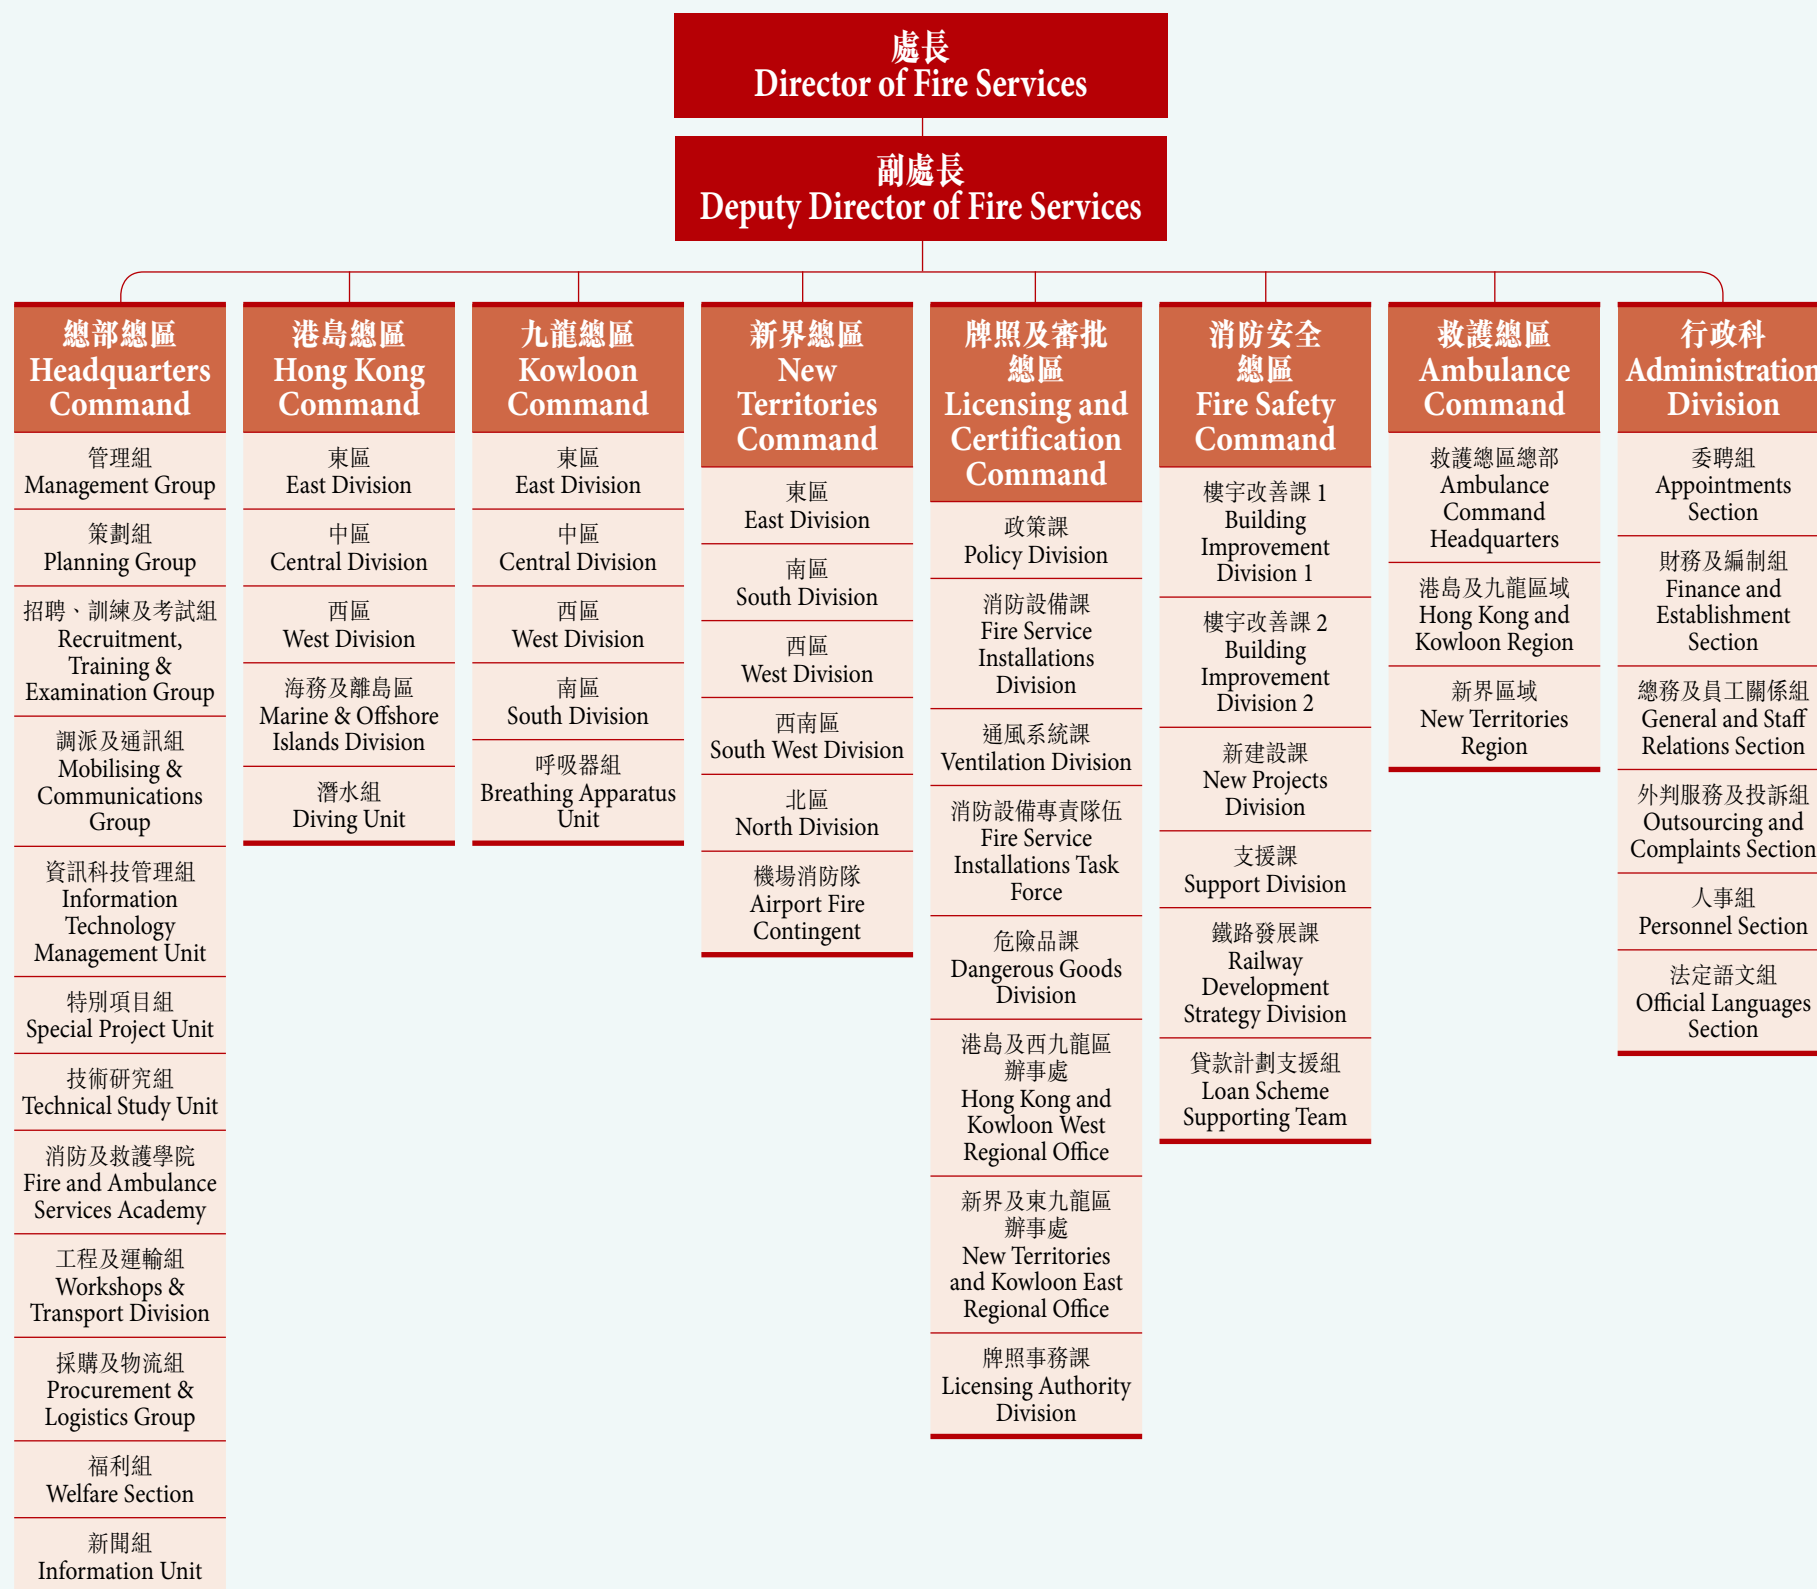 處長
Director of Fire Services
副處長
Deputy Director of Fire Services
總部總區
Headquarters
Command
管理組
Management Group
策劃組
Planning Group
招聘、訓練及考試組
Recruitment,
Training &
Examination Group
調派及通訊組
Mobilising &
Communications
Group
資訊科技管理組
Information
Technology
Management Unit
特別項目組
Special Project Unit
技術研究組
Technical Study Unit
消防及救護學院
Fire and Ambulance
Services Academy
工程及運輸組
Workshops &
Transport Division
採購及物流組
Procurement &
Logistics Group
福利組
Welfare Section
新聞組
Information Unit
港島總區
Hong Kong
Command
東區
East Division
中區
Central Division
西區
West Division
海務及離島區
Marine & Offshore
Islands Division
潛水組
Diving Unit
九龍總區
Kowloon
Command
東區
East Division
中區
Central Division
西區
West Division
南區
South Division
呼吸器組
Breathing Apparatus
Unit
新界總區
New
Territories
Command
東區
East Division
南區
South Division
西區
West Division
西南區
South West Division
北區
North Division
機場消防隊
Airport Fire
Contingent
牌照及審批
總區
Licensing and
Certification
Command
政策課
Policy Division
消防設備課
Fire Service
Installations
Division
通風系統課
Ventilation Division
消防設備專責隊伍
Fire Service
Installations Task
Force
危險品課
Dangerous Goods
Division
港島及西九龍區
辦事處
Hong Kong and
Kowloon West
Regional Office
新界及東九龍區
辦事處
New Territories
and Kowloon East
Regional Office
牌照事務課
Licensing Authority
Division
消防安全
總區
Fire Safety
Command
樓宇改善課 1
Building
Improvement
Division 1
樓宇改善課 2
Building
Improvement
Division 2
新建設課
New Projects
Division
支援課
Support Division
鐵路發展課
Railway
Development
Strategy Division
貸款計劃支援組
Loan Scheme
Supporting Team
救護總區
Ambulance
Command
救護總區總部
Ambulance
Command
Headquarters
港島及九龍區域
Hong Kong and
Kowloon Region
新界區域
New Territories
Region
行政科
Administration
Division
委聘組
Appointments
Section
財務及編制組
Finance and
Establishment
Section
總務及員工關係組
General and Staff
Relations Section
外判服務及投訴組
Outsourcing and
Complaints Section
人事組
Personnel Section
法定語文組
Official Languages
Section